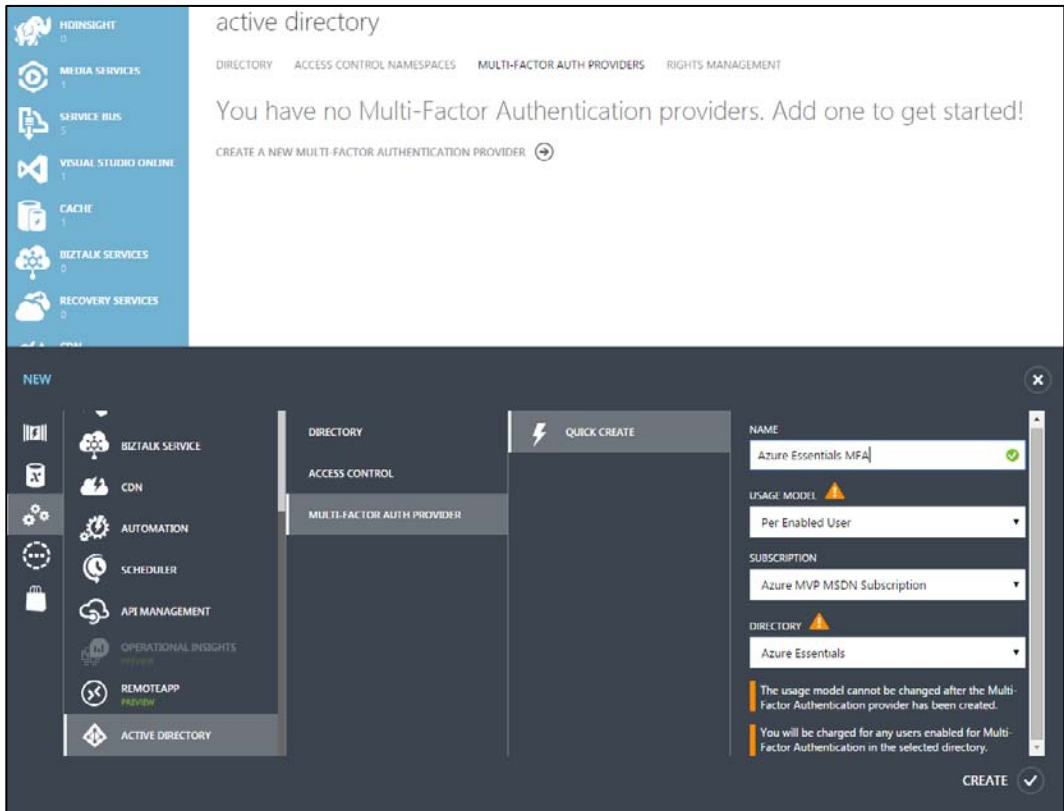 HDINSIGHT
0
MEDIA SERVICES
1
SERVICE BUS
5
VISUAL STUDIO ONLINE
1
CACHE
1
BIZTALK SERVICES
0
RECOVERY SERVICES
0
CDN
active directory
DIRECTORY ACCESS CONTROL NAMESPACES MULTI-FACTOR AUTH PROVIDERS RIGHTS MANAGEMENT
You have no Multi-Factor Authentication providers. Add one to get started!
CREATE A NEW MULTI-FACTOR AUTHENTICATION PROVIDER
NEW
BIZTALK SERVICE
CDN
AUTOMATION
SCHEDULER
API MANAGEMENT
OPERATIONAL INSIGHTS
PREVIEW
REMOTEAPP
PREVIEW
ACTIVE DIRECTORY
DIRECTORY
ACCESS CONTROL
MULTI-FACTOR AUTH PROVIDER
QUICK CREATE
NAME
Azure Essentials MFA
USAGE MODEL
Per Enabled User
SUBSCRIPTION
Azure MVP MSDN Subscription
DIRECTORY
Azure Essentials
The usage model cannot be changed after the Multi-
Factor Authentication provider has been created.
You will be charged for any users enabled for Multi-
Factor Authentication in the selected directory.
CREATE